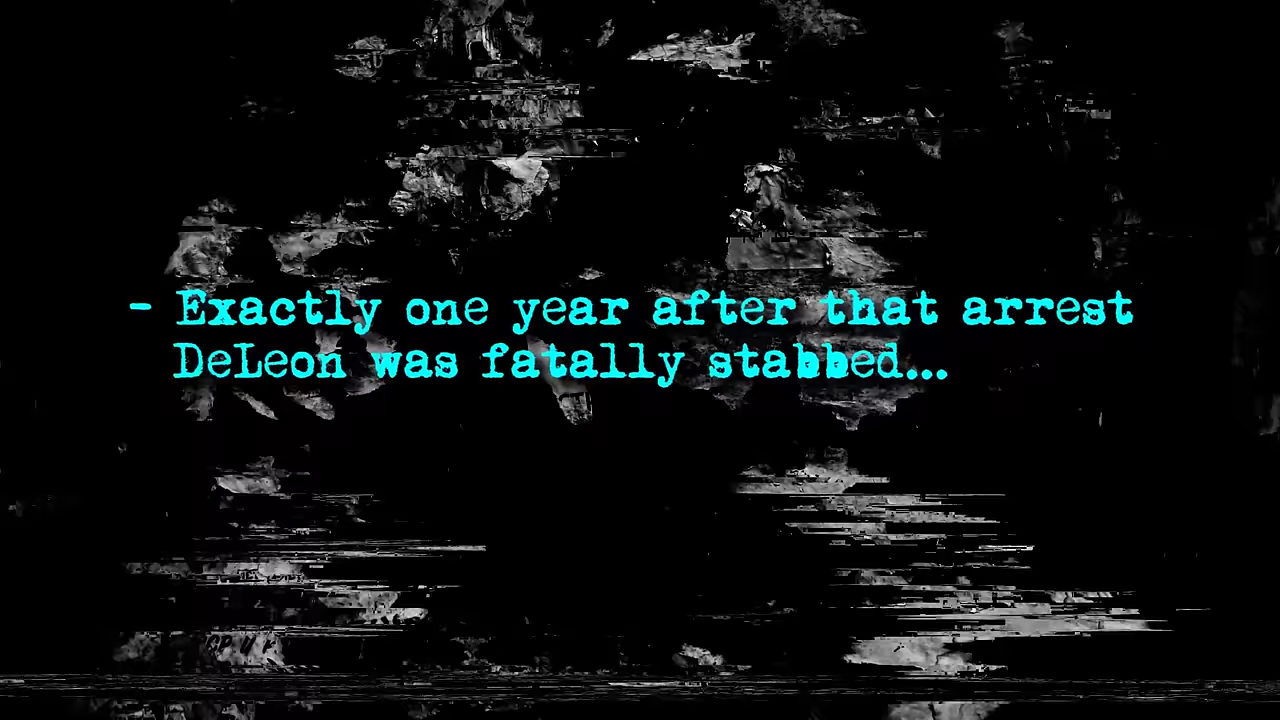 - Exactly one year after that arrest
DeLeon was fatally stabbed...